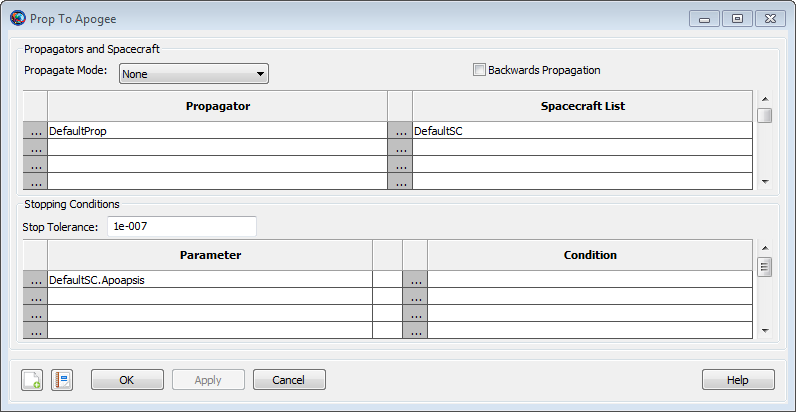 Prop To Apogee
Propagators and Spacecraft
Propagate Mode: None Backwards Propagation
Propagator Spacecraft List
... DefaultProp ... DefaultSC
... ...
... ...
... ...
Stopping Conditions
Stop Tolerance: 1e-007
Parameter Condition
... DefaultSC.Apoapsis ...
... ...
... ...
... ...
OK Apply Cancel Help